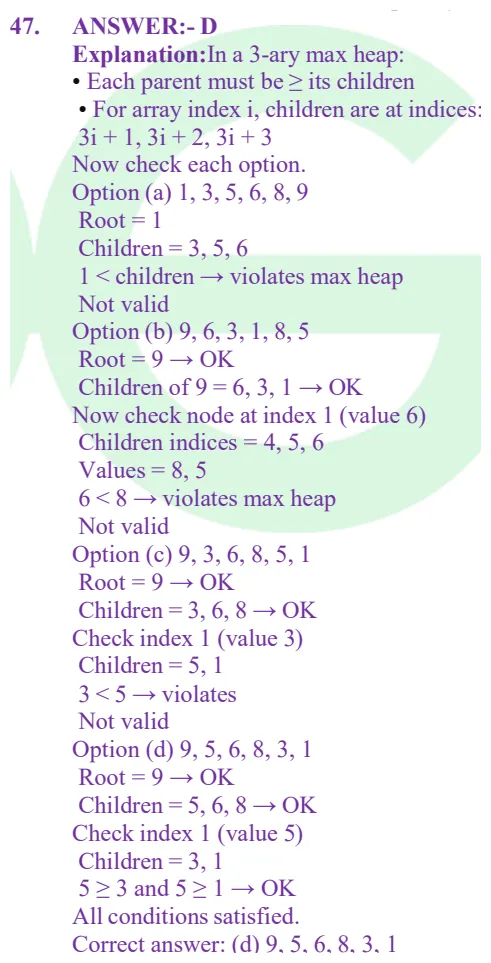 47. ANSWER:- D
Explanation:In a 3-ary max heap:
• Each parent must be ≥ its children
• For array index i, children are at indices:
3i + 1, 3i + 2, 3i + 3
Now check each option.
Option (a) 1, 3, 5, 6, 8, 9
Root = 1
Children = 3, 5, 6
1 < children → violates max heap
Not valid
Option (b) 9, 6, 3, 1, 8, 5
Root = 9 → OK
Children of 9 = 6, 3, 1 → OK
Now check node at index 1 (value 6)
Children indices = 4, 5, 6
Values = 8, 5
6 < 8 → violates max heap
Not valid
Option (c) 9, 3, 6, 8, 5, 1
Root = 9 → OK
Children = 3, 6, 8 → OK
Check index 1 (value 3)
Children = 5, 1
3 < 5 → violates
Not valid
Option (d) 9, 5, 6, 8, 3, 1
Root = 9 → OK
Children = 5, 6, 8 → OK
Check index 1 (value 5)
Children = 3, 1
5 ≥ 3 and 5 ≥ 1 → OK
All conditions satisfied.
Correct answer: (d) 9, 5, 6, 8, 3, 1